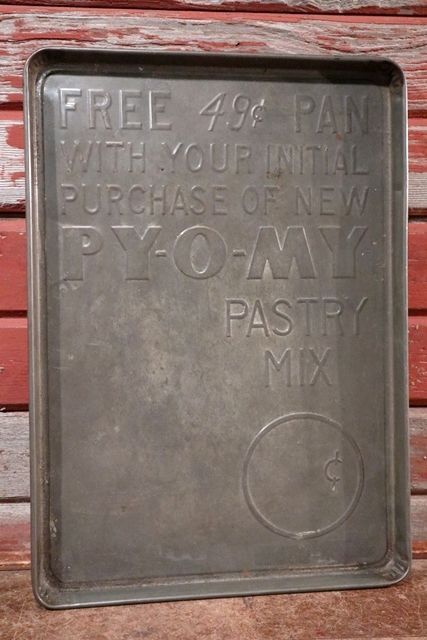 FREE 49¢ PAN
WITH YOUR INITIAL
PURCHASE OF NEW
PY-O-MY
PASTRY
MIX
¢